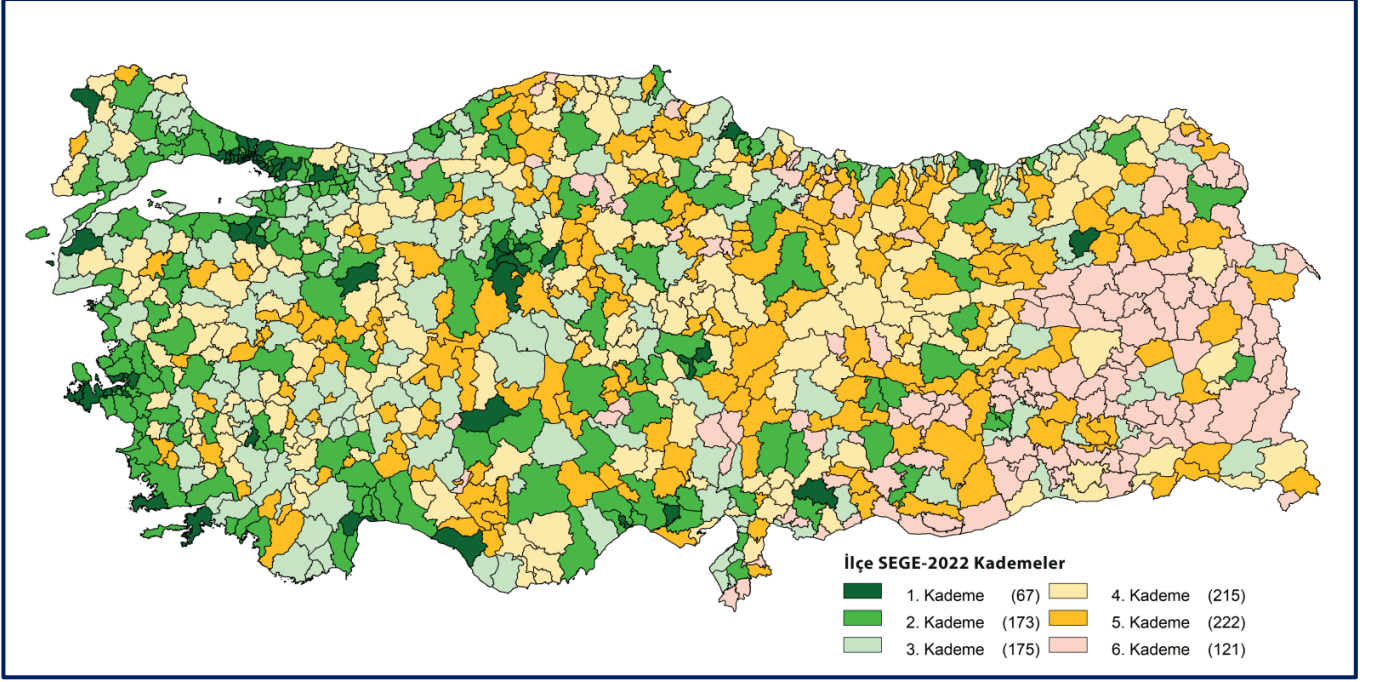 İlçe SEGE-2022 Kademeler
1. Kademe (67) 4. Kademe (215)
2. Kademe (173) 5. Kademe (222)
3. Kademe (175) 6. Kademe (121)